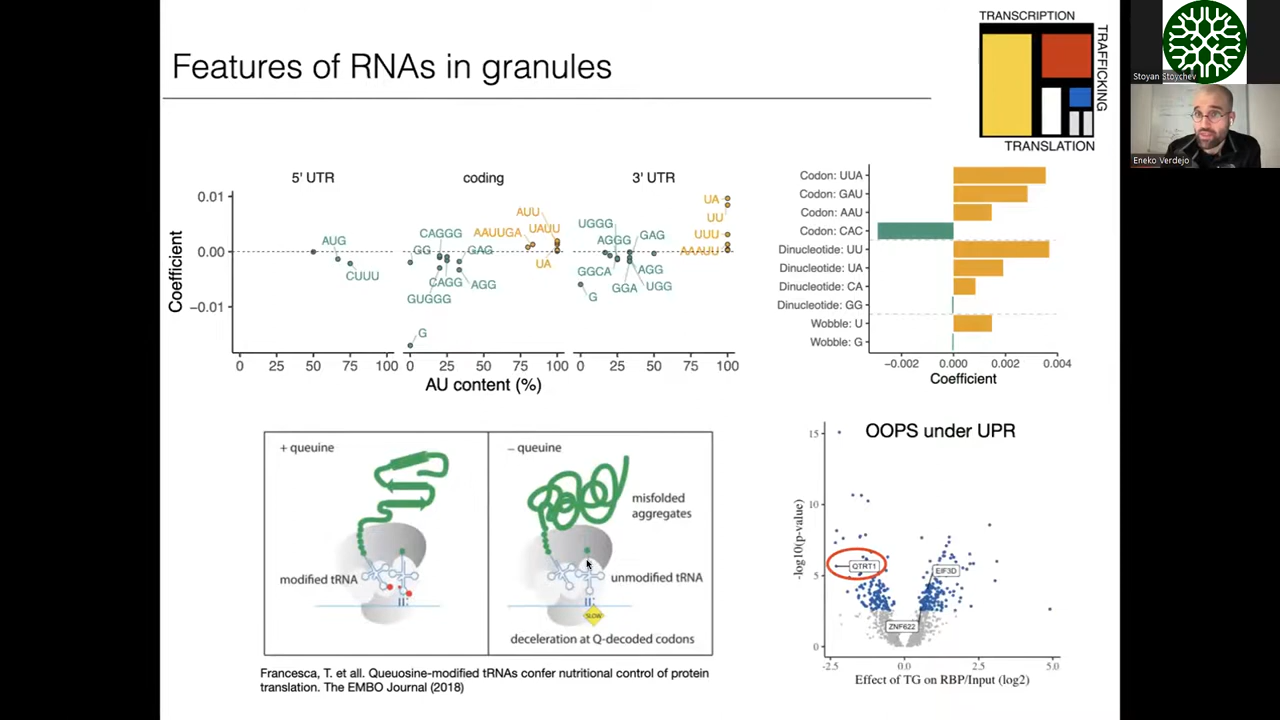 Features of RNAs in granules
TRANSCRIPTION
TRAFFICKING
TRANSLATION
Stoyan Stoychev
Eneko Verdejo
5' UTR
coding
3' UTR
Coefficient
0.01
0.00
−0.01
AUG
CUUU
CAGGG
GG
GAG
CAGG
AGG
GUGGG
G
AUU
AAUUGA
UAUU
UA
UGGG
AGGG
GAG
GGCA
AGG
GGA
UGG
G
UA
UU
UUU
AAAUU
0 25 50 75 100
0 25 50 75 100
0 25 50 75 100
AU content (%)
Codon: UUA
Codon: GAU
Codon: AAU
Codon: CAC
Dinucleotide: UU
Dinucleotide: UA
Dinucleotide: CA
Dinucleotide: GG
Wobble: U
Wobble: G
−0.002 0.000 0.002 0.004
Coefficient
+ queuine
modified tRNA
− queuine
misfolded
aggregates
unmodified tRNA
SLOW
deceleration at Q-decoded codons
Francesca, T. et all. Queuosine-modified tRNAs confer nutritional control of protein
translation. The EMBO Journal (2018)
OOPS under UPR
-log10(p-value)
15
10
5
0
QTRT1
EIF3D
ZNF622
-2.5 0.0 2.5 5.0
Effect of TG on RBP/Input (log2)